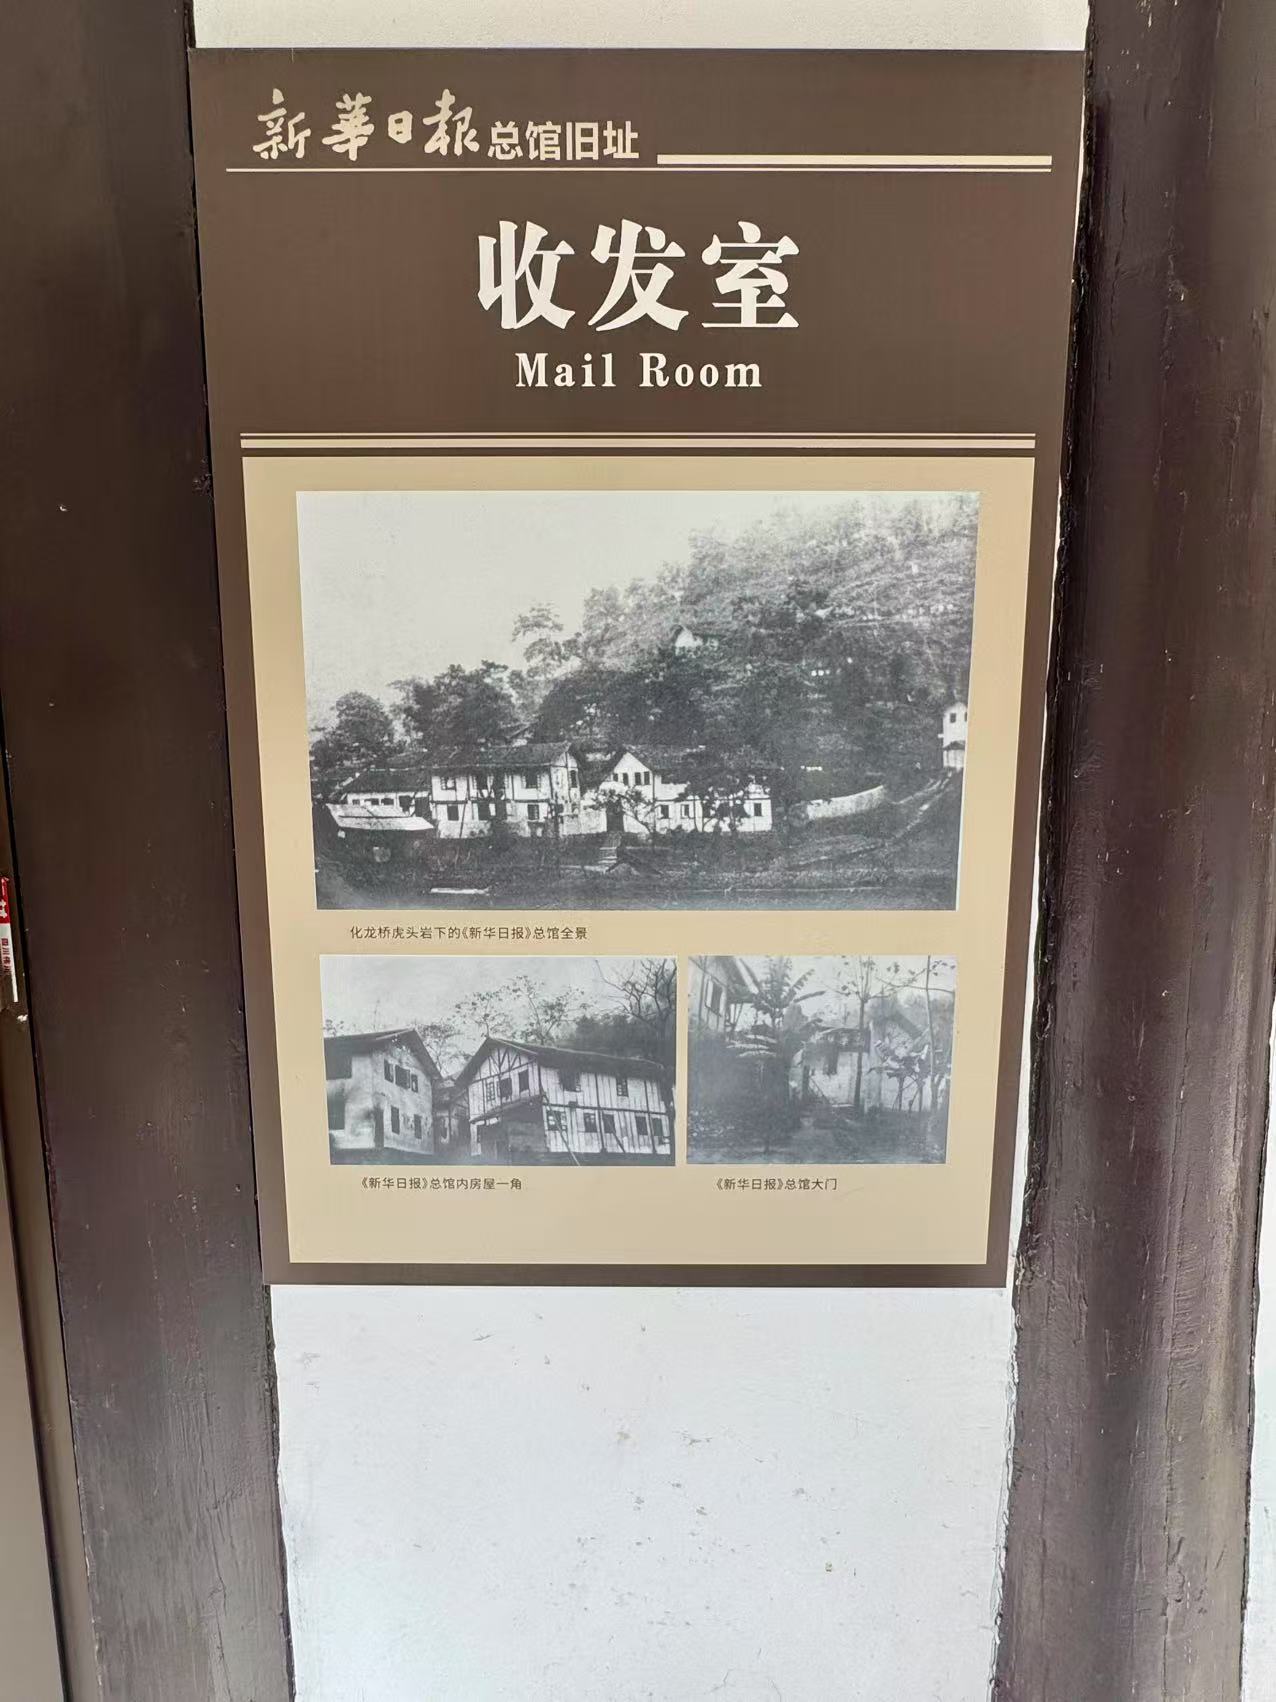 新華日報总馆旧址
收发室
Mail Room
化龙桥虎头岩下的《新华日报》总馆全景
《新华日报》总馆内房屋一角
《新华日报》总馆大门